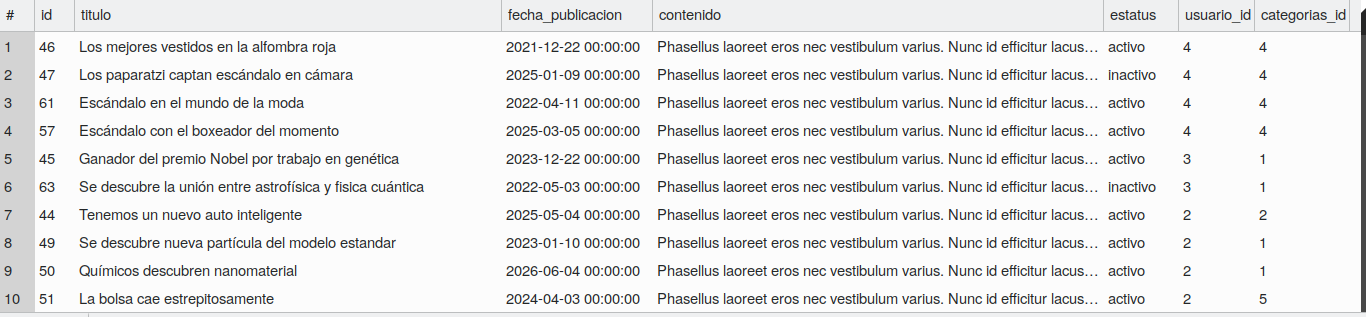 # id titulo fecha_publicacion contenido estatus usuario_id categorias_id
1 46 Los mejores vestidos en la alfombra roja 2021-12-22 00:00:00 Phasellus laoreet eros nec vestibulum varius. Nunc id efficitur lacus... activo 4 4
2 47 Los paparatzi captan escándalo en cámara 2025-01-09 00:00:00 Phasellus laoreet eros nec vestibulum varius. Nunc id efficitur lacus... inactivo 4 4
3 61 Escándalo en el mundo de la moda 2022-04-11 00:00:00 Phasellus laoreet eros nec vestibulum varius. Nunc id efficitur lacus... activo 4 4
4 57 Escándalo con el boxeador del momento 2025-03-05 00:00:00 Phasellus laoreet eros nec vestibulum varius. Nunc id efficitur lacus... activo 4 4
5 45 Ganador del premio Nobel por trabajo en genética 2023-12-22 00:00:00 Phasellus laoreet eros nec vestibulum varius. Nunc id efficitur lacus... activo 3 1
6 63 Se descubre la unión entre astrofísica y fisica cuántica 2022-05-03 00:00:00 Phasellus laoreet eros nec vestibulum varius. Nunc id efficitur lacus... inactivo 3 1
7 44 Tenemos un nuevo auto inteligente 2025-05-04 00:00:00 Phasellus laoreet eros nec vestibulum varius. Nunc id efficitur lacus... activo 2 2
8 49 Se descubre nueva partícula del modelo estandar 2023-01-10 00:00:00 Phasellus laoreet eros nec vestibulum varius. Nunc id efficitur lacus... activo 2 1
9 50 Químicos descubren nanomaterial 2026-06-04 00:00:00 Phasellus laoreet eros nec vestibulum varius. Nunc id efficitur lacus... activo 2 1
10 51 La bolsa cae estrepitosamente 2024-04-03 00:00:00 Phasellus laoreet eros nec vestibulum varius. Nunc id efficitur lacus... activo 2 5